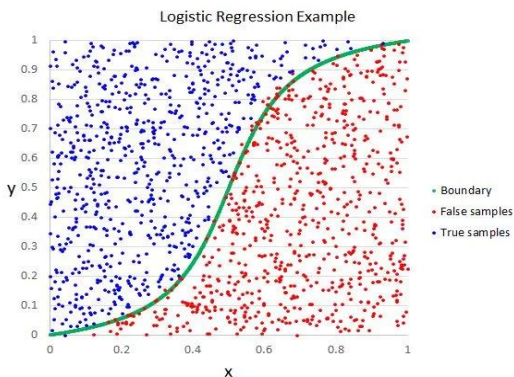 Logistic Regression Example
1
0.9
0.8
0.7
0.6
y 0.5
0.4
0.3
0.2
0.1
0
0 0.2 0.4 0.6 0.8 1
x
Boundary
False samples
True samples